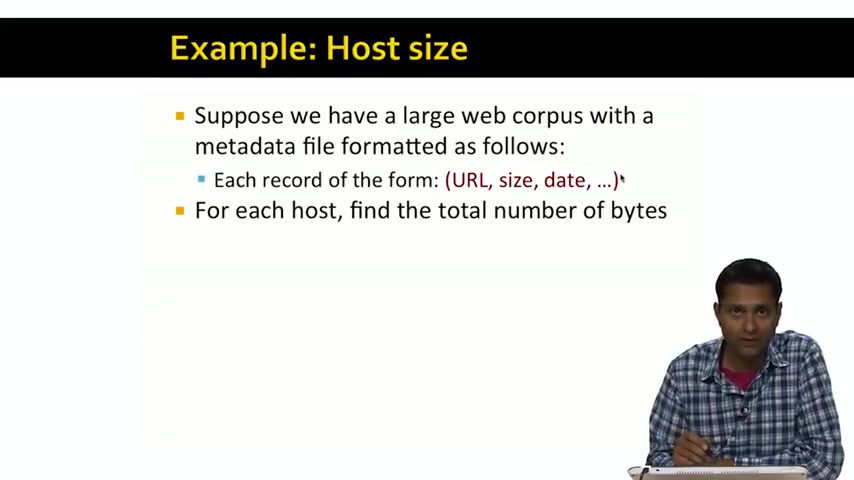 Example: Host size
Suppose we have a large web corpus with a
metadata file formatted as follows:
Each record of the form: (URL, size, date, …)
For each host, find the total number of bytes